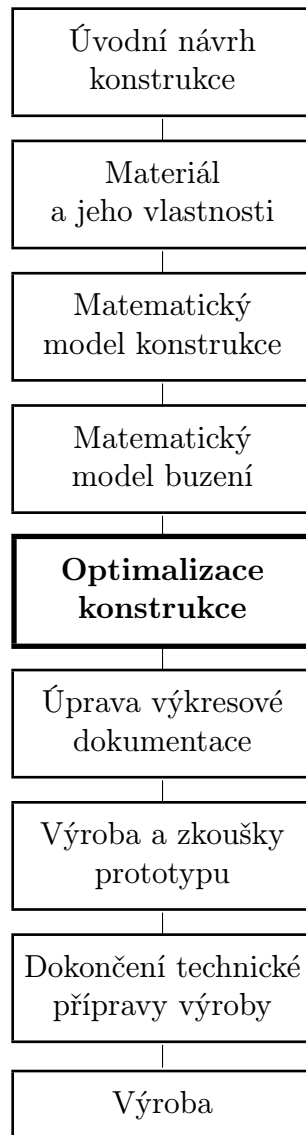 Úvodní návrh
konstrukce
Materiál
a jeho vlastnosti
Matematický
model konstrukce
Matematický
model buzení
Optimalizace
konstrukce
Úprava výkresové
dokumentace
Výroba a zkoušky
prototypu
Dokončení technické
přípravy výroby
Výroba